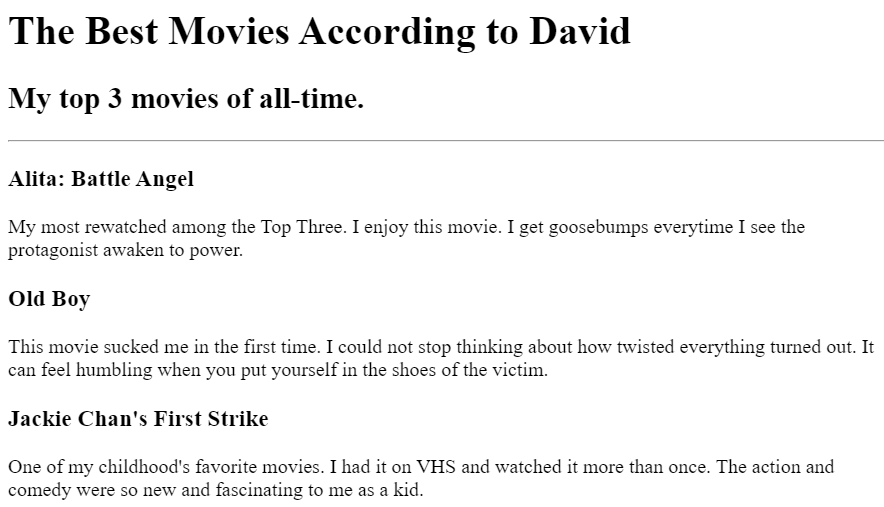 The Best Movies According to David
My top 3 movies of all-time.
Alita: Battle Angel
My most rewatched among the Top Three. I enjoy this movie. I get goosebumps everytime I see the
protagonist awaken to power.
Old Boy
This movie sucked me in the first time. I could not stop thinking about how twisted everything turned out. It
can feel humbling when you put yourself in the shoes of the victim.
Jackie Chan's First Strike
One of my childhood's favorite movies. I had it on VHS and watched it more than once. The action and
comedy were so new and fascinating to me as a kid.